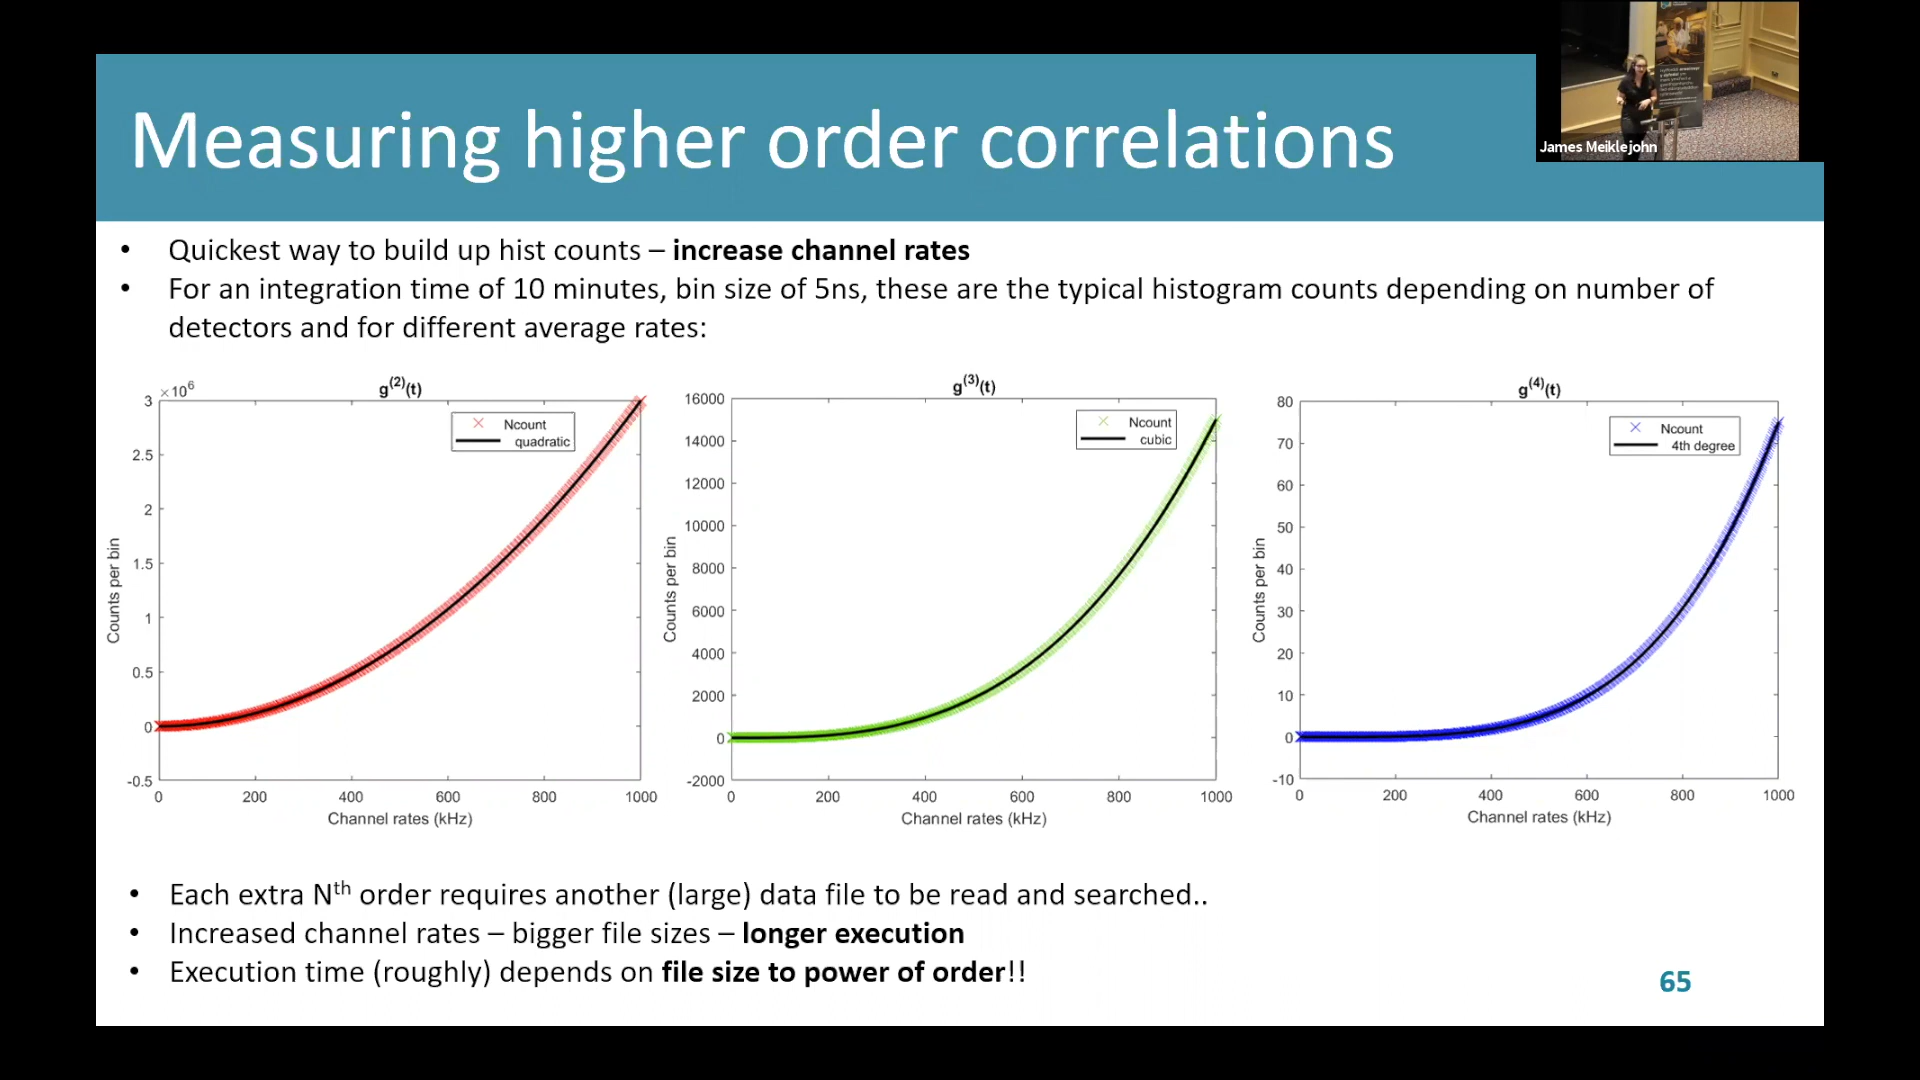 James Meiklejohn
Measuring higher order correlations
• Quickest way to build up hist counts – increase channel rates
• For an integration time of 10 minutes, bin size of 5ns, these are the typical histogram counts depending on number of
detectors and for different average rates:
g(2)(t)
×10^6
Ncount
quadratic
3
2.5
2
1.5
1
0.5
0
-0.5
Counts per bin
0 200 400 600 800 1000
Channel rates (kHz)
g(3)(t)
Ncount
cubic
16000
14000
12000
10000
8000
6000
4000
2000
0
-2000
Counts per bin
0 200 400 600 800 1000
Channel rates (kHz)
g(4)(t)
Ncount
4th degree
80
70
60
50
40
30
20
10
0
-10
Counts per bin
0 200 400 600 800 1000
Channel rates (kHz)
• Each extra Nth order requires another (large) data file to be read and searched..
• Increased channel rates – bigger file sizes – longer execution
• Execution time (roughly) depends on file size to power of order!!
65